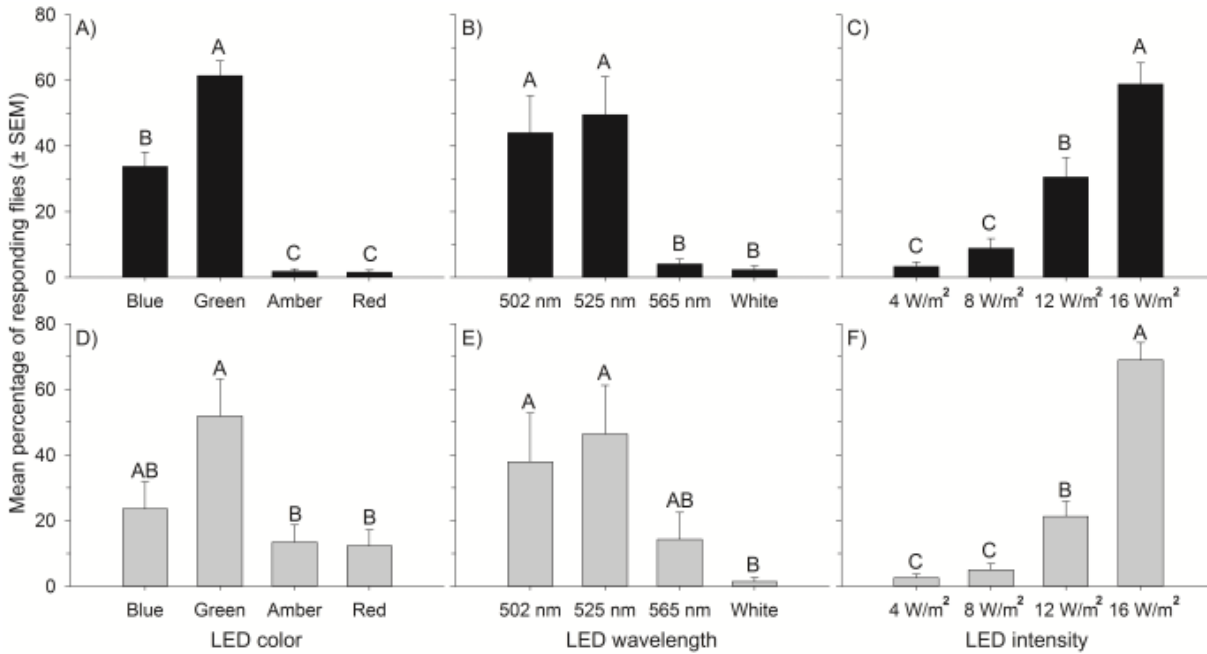 Mean percentage of responding flies (± SEM)
A)
80
60
40
20
0
B
A
C
C
Blue Green Amber Red
B)
A
A
B
B
502 nm 525 nm 565 nm White
C)
C
C
B
A
4 W/m² 8 W/m² 12 W/m² 16 W/m²
D)
80
60
40
20
0
AB
A
B
B
Blue Green Amber Red
LED color
E)
A
A
AB
B
502 nm 525 nm 565 nm White
LED wavelength
F)
C
C
B
A
4 W/m² 8 W/m² 12 W/m² 16 W/m²
LED intensity